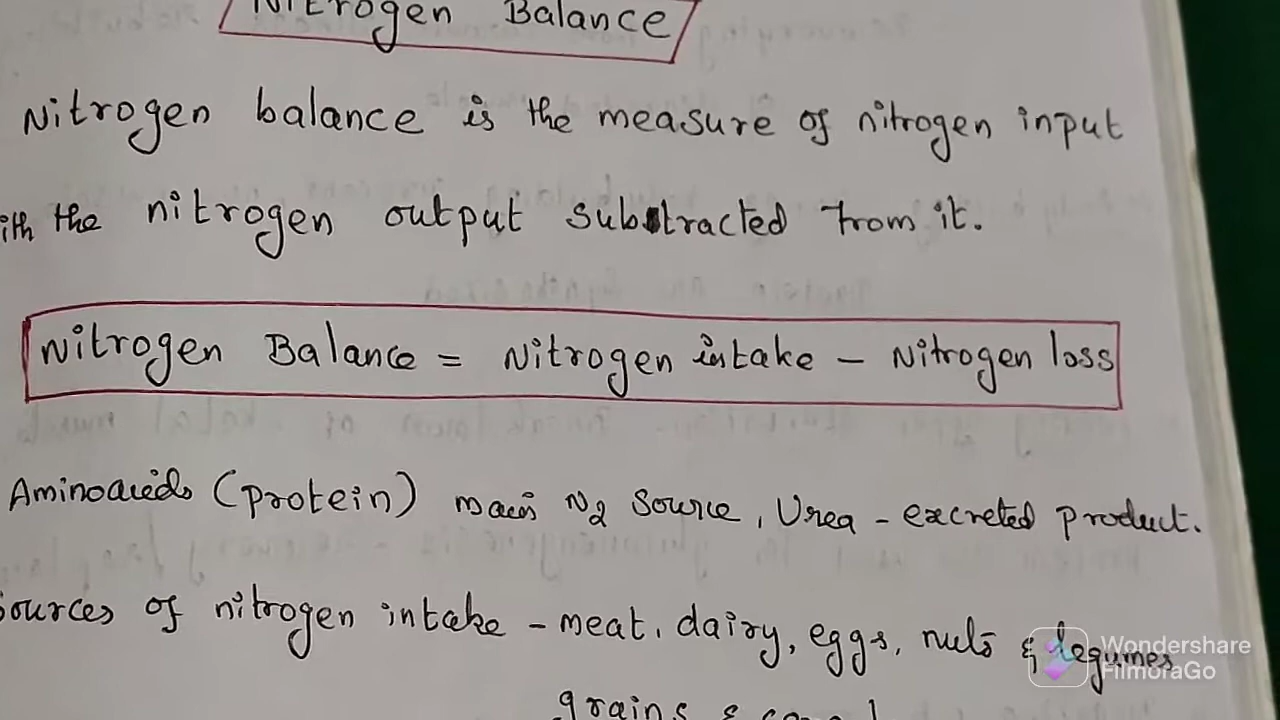 Nitrogen Balance
Nitrogen balance is the measure of nitrogen input
ith the nitrogen output substracted from it.
Nitrogen Balance = Nitrogen intake – Nitrogen loss
Aminoacids (protein) main N2 source, Urea - excreted product.
Sources of nitrogen intake - meat, dairy, eggs, nuts & legumes
grains &
Wondershare
FilmoraGo